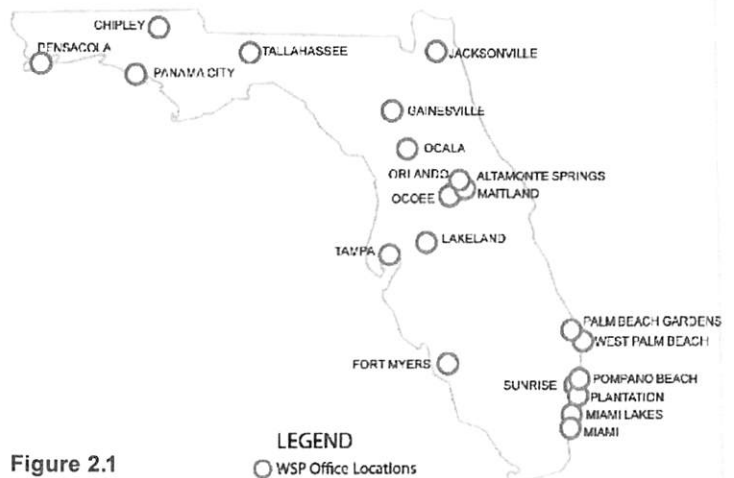 CHIPLEY
PENSACOLA
TALLAHASSEE
JACKSONVILLE
PANAMA CITY
GAINESVILLE
OCALA
ORLANDO
ALTAMONTE SPRINGS
MAITLAND
OCOEE
LAKELAND
TAMPA
PALM BEACH GARDENS
WEST PALM BEACH
FORT MYERS
SUNRISE
POMPANO BEACH
PLANTATION
MIAMI LAKES
MIAMI
LEGEND
Figure 2.1
WSP Office Locations